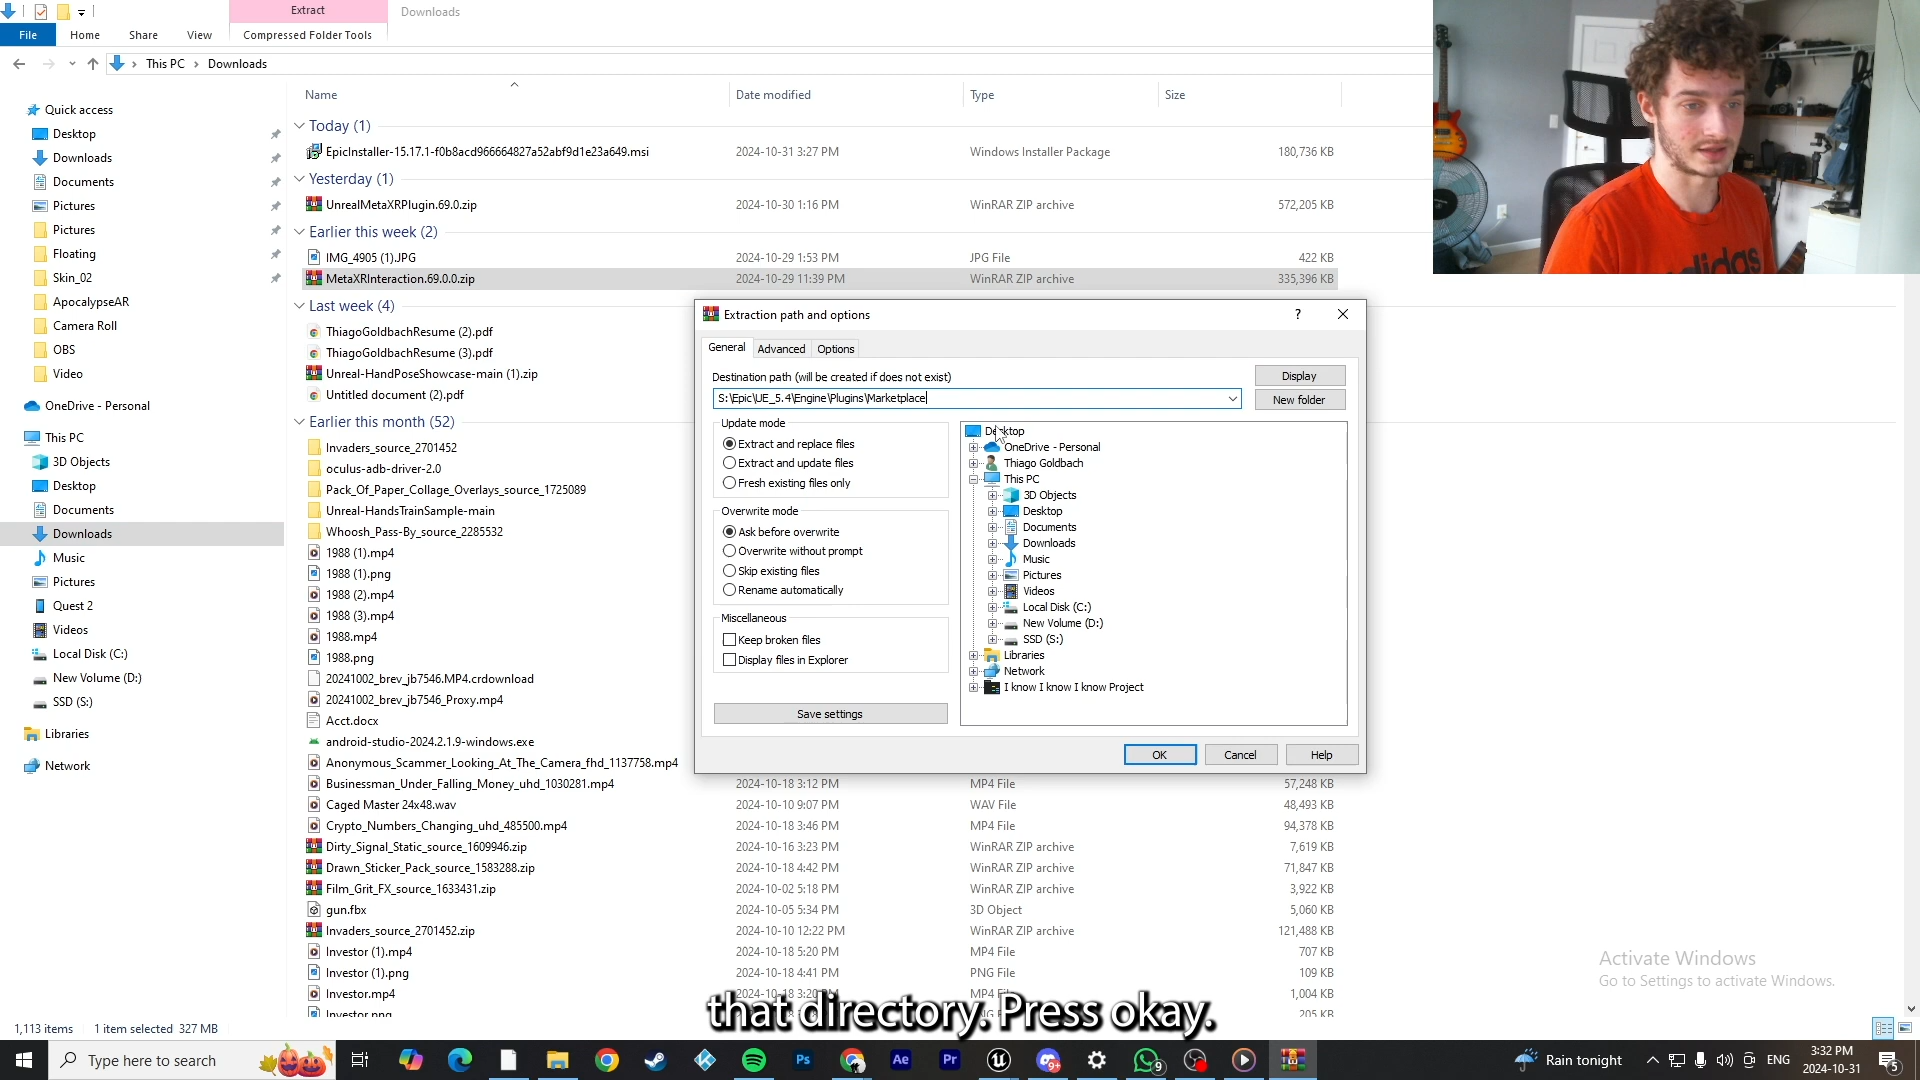 Extract
Downloads
File
Home
Share
View
Compressed Folder Tools
This PC
Downloads
Name
Date modified
Type
Size
Quick access
Desktop
Downloads
Documents
Pictures
Pictures
Floating
Skin_02
ApocalypseAR
Camera Roll
OBS
Video
OneDrive - Personal
This PC
3D Objects
Desktop
Documents
Downloads
Music
Pictures
Quest 2
Videos
Local Disk (C:)
New Volume (D:)
SSD (S:)
Libraries
Network
Today (1)
EpicInstaller-15.17.1-f0b8acd966664827a52abf9d1e23a649.msi 2024-10-31 3:27 PM Windows Installer Package 180,736 KB
Yesterday (1)
UnrealMetaXRPlugin.69.0.zip 2024-10-30 1:16 PM WinRAR ZIP archive 572,205 KB
Earlier this week (2)
IMG_4905 (1).JPG 2024-10-29 1:53 PM JPG File 422 KB
MetaXRInteraction.69.0.0.zip 2024-10-29 11:39 PM WinRAR ZIP archive 335,396 KB
Last week (4)
ThiagoGoldbachResume (2).pdf
ThiagoGoldbachResume (3).pdf
Unreal-HandPoseShowcase-main (1).zip
Untitled document (2).pdf
Earlier this month (52)
Invaders_source_2701452
oculus-adb-driver-2.0
Pack_Of_Paper_Collage_Overlays_source_1725089
Unreal-HandsTrainSample-main
Whoosh_Pass-By_source_2285532
1988 (1).mp4
1988 (1).png
1988 (2).mp4
1988 (3).mp4
1988.mp4
1988.png
20241002_brev_jb7546.MP4.crdownload
20241002_brev_jb7546_Proxy.mp4
Acct.docx
android-studio-2024.2.1.9-windows.exe
Anonymous_Scammer_Looking_At_The_Camera_fhd_1137758.mp4
Businessman_Under_Falling_Money_uhd_1030281.mp4 2024-10-18 3:12 PM MP4 File 57,248 KB
Caged Master 24x48.wav 2024-10-10 9:07 PM WAV File 48,493 KB
Crypto_Numbers_Changing_uhd_485500.mp4 2024-10-18 3:46 PM MP4 File 94,378 KB
Dirty_Signal_Static_source_1609946.zip 2024-10-16 3:23 PM WinRAR ZIP archive 7,619 KB
Drawn_Sticker_Pack_source_1583288.zip 2024-10-18 4:42 PM WinRAR ZIP archive 71,847 KB
Film_Grit_FX_source_1633431.zip 2024-10-02 5:18 PM WinRAR ZIP archive 3,922 KB
gun.fbx 2024-10-05 5:34 PM 3D Object 5,060 KB
Invaders_source_2701452.zip 2024-10-10 12:22 PM WinRAR ZIP archive 121,488 KB
Investor (1).mp4 2024-10-18 5:20 PM MP4 File 707 KB
Investor (1).png 2024-10-18 4:41 PM PNG File 109 KB
Investor.mp4 2024-10-18 3:20 PM MP4 File 1,004 KB
Investor.png 205 KB
Extraction path and options
?
General
Advanced
Options
Destination path (will be created if does not exist)
S:\Epic\UE_5.4\Engine\Plugins\Marketplace
Display
New folder
Update mode
Extract and replace files
Extract and update files
Fresh existing files only
Overwrite mode
Ask before overwrite
Overwrite without prompt
Skip existing files
Rename automatically
Miscellaneous
Keep broken files
Display files in Explorer
Save settings
Desktop
OneDrive - Personal
Thiago Goldbach
This PC
3D Objects
Desktop
Documents
Downloads
Music
Pictures
Videos
Local Disk (C:)
New Volume (D:)
SSD (S:)
Libraries
Network
I know I know I know Project
OK
Cancel
Help
adidas
Activate Windows
Go to Settings to activate Windows.
that directory. Press okay.
1,113 items
1 item selected 327 MB
Type here to search
Ps
Ae
Pr
9+
9
Rain tonight
ENG
3:32 PM
2024-10-31
5